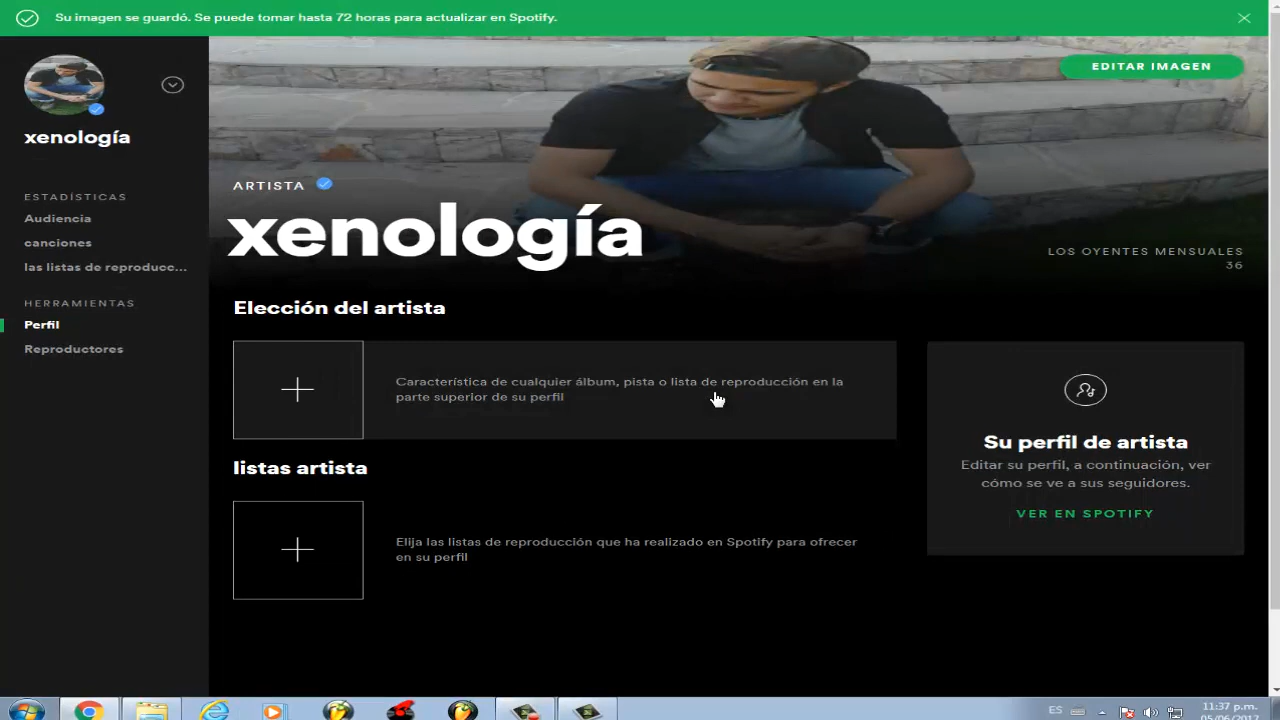 Su imagen se guardó. Se puede tomar hasta 72 horas para actualizar en Spotify.
EDITAR IMAGEN
xenología
ESTADÍSTICAS
Audiencia
canciones
las listas de reproducc...
HERRAMIENTAS
Perfil
Reproductores
ARTISTA
xenología
LOS OYENTES MENSUALES
36
Elección del artista
Característica de cualquier álbum, pista o lista de reproducción en la
parte superior de su perfil
listas artista
Elija las listas de reproducción que ha realizado en Spotify para ofrecer
en su perfil
Su perfil de artista
Editar su perfil, a continuación, ver
cómo se ve a sus seguidores.
VER EN SPOTIFY
ES
11:37 p.m.
05/06/2017